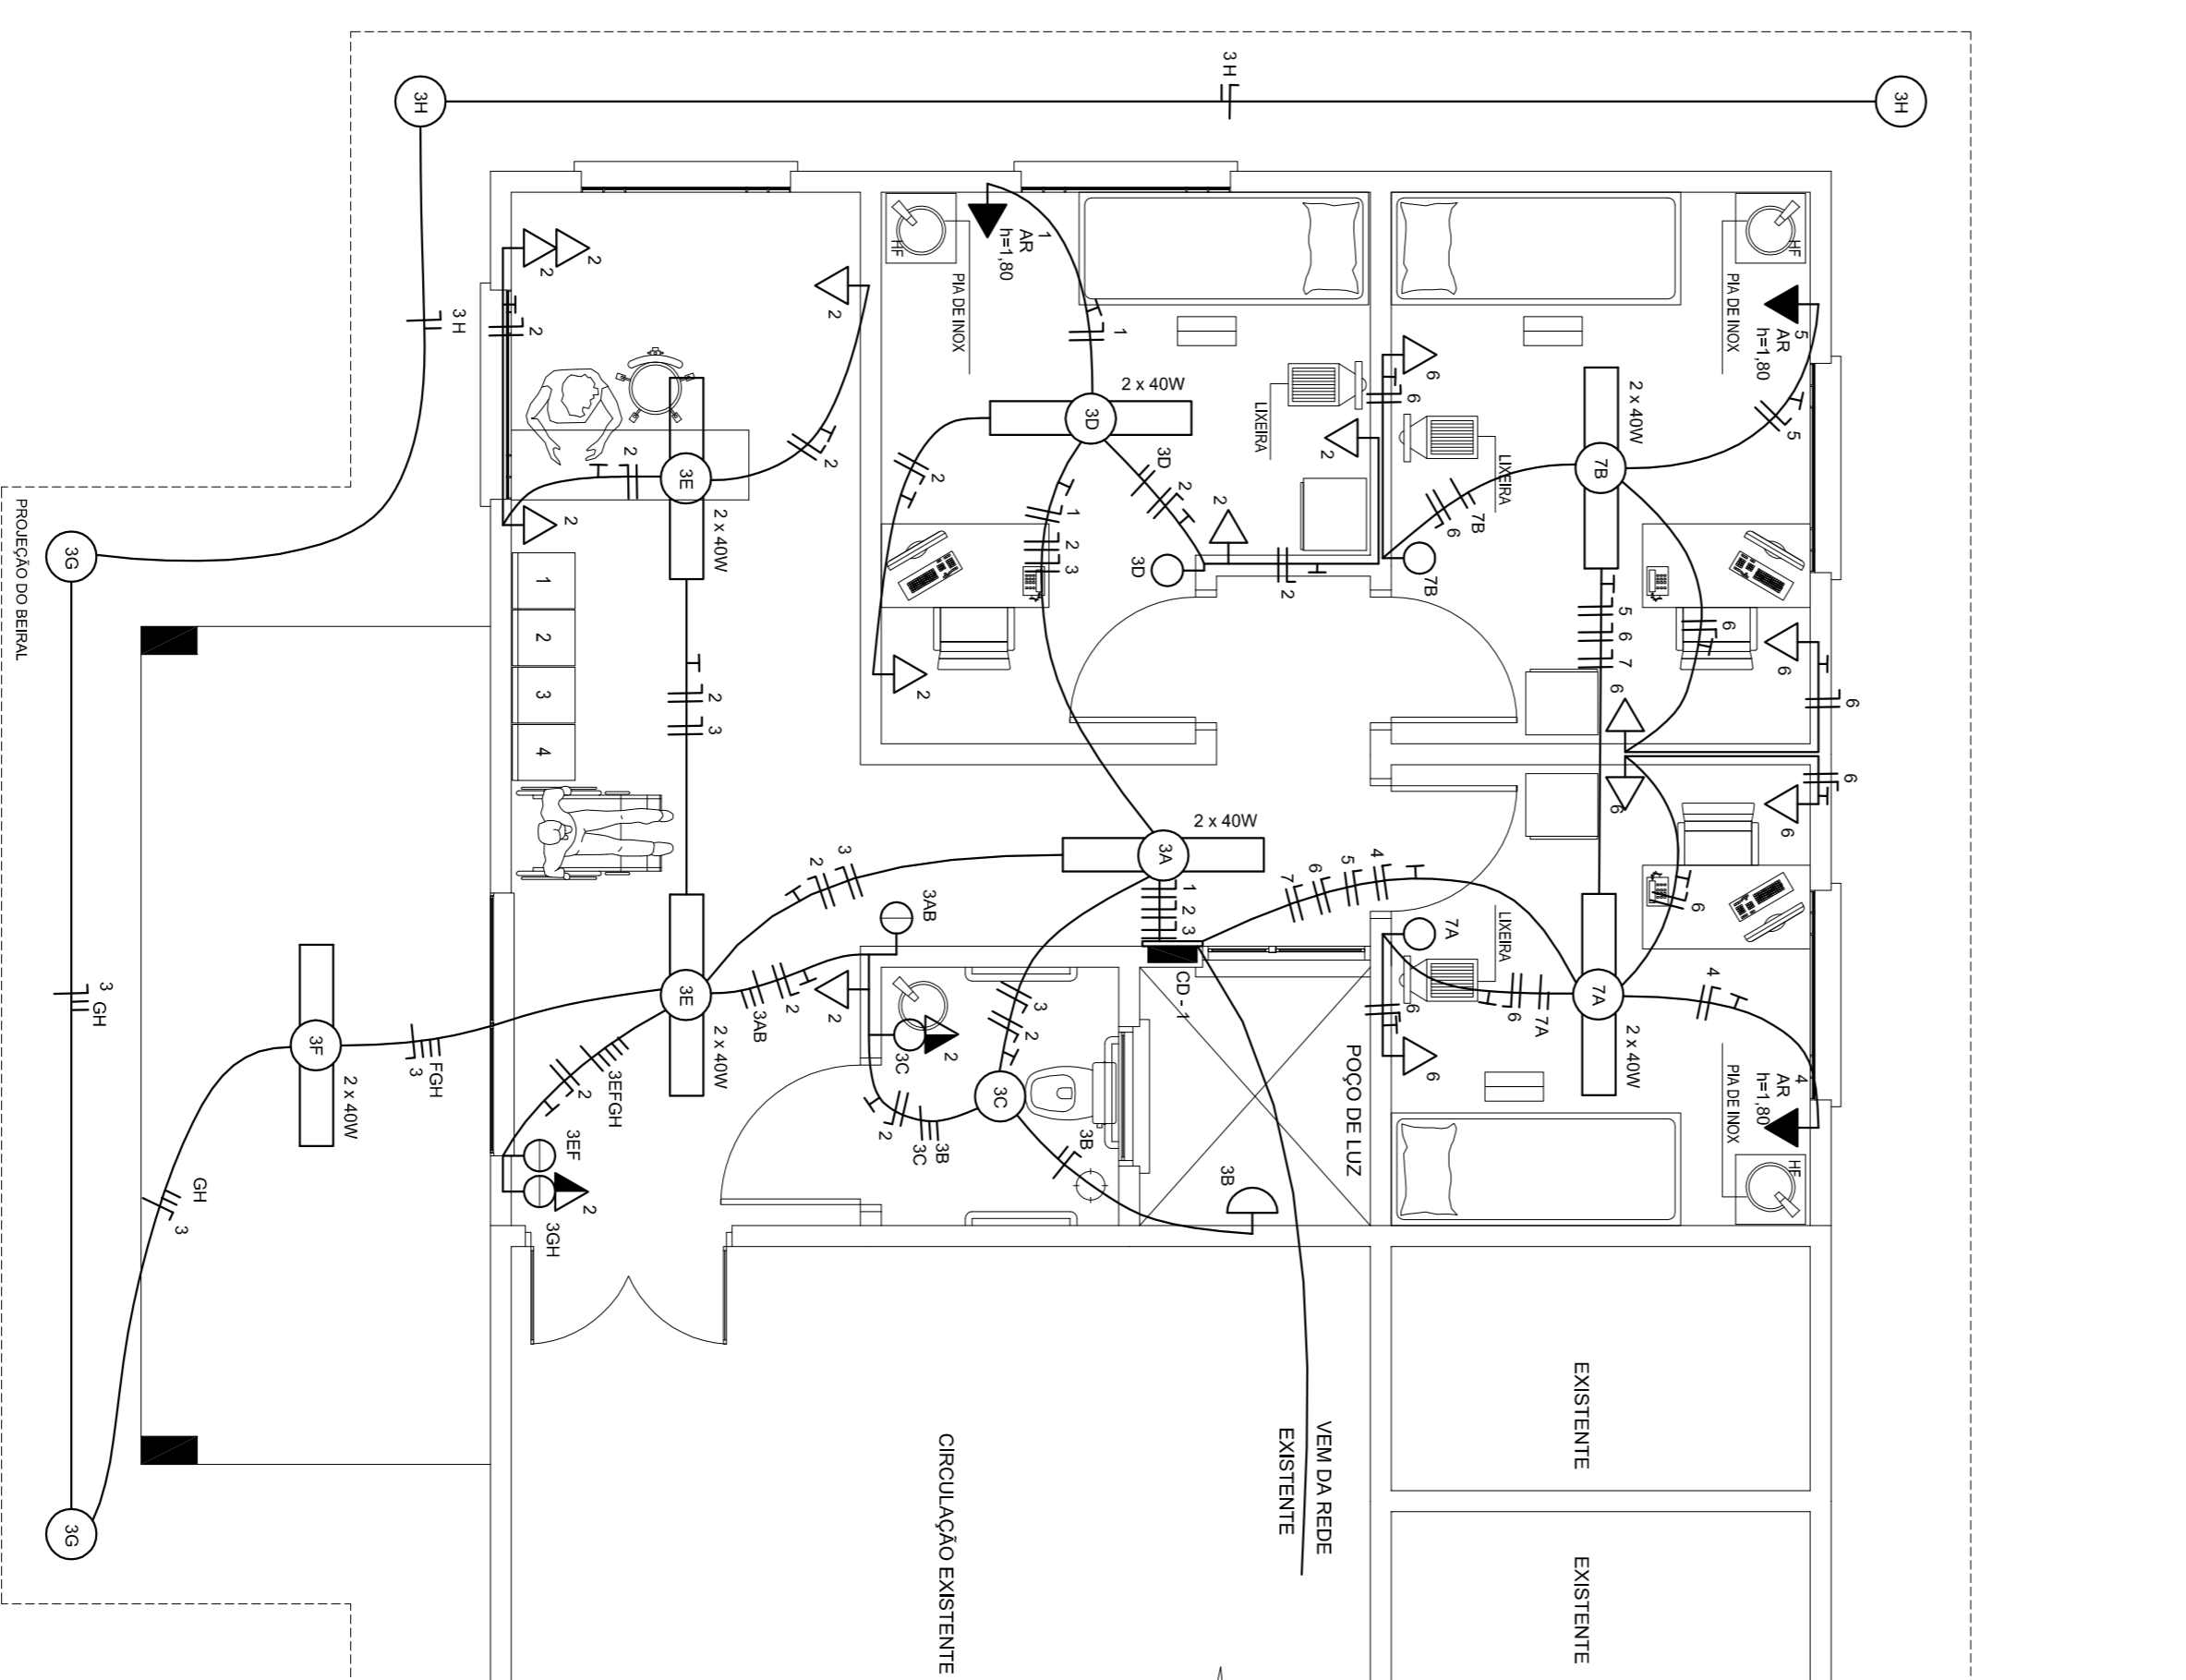 3H
3 H
3H
3 H
3G
3 GH
3G
PROJEÇÃO DO BEIRAL
GH
3
3F
2 x 40W
FGH
3
2
2
2
2
2
2
2
3E
2 x 40W
1
2
3
4
2
3
3E
2 x 40W
3EFGH
2
3EF
2
3GH
3AB
2
3AB
2
2
3
HF
PIA DE INOX
1
AR
h=1,80
1
2 x 40W
3D
2
2
1
2
3
3D
2
3D
2
2
2
LIXEIRA
3A
2 x 40W
1
2
3
CD - 1
3
2
3C
2
3C
2
3C
3B
3B
3B
POÇO DE LUZ
4
5
6
7
HF
PIA DE INOX
5
AR
h=1,80
5
2 x 40W
7B
6
6
LIXEIRA
7B
6
7B
5
6
7
6
6
6
6
6
6
6
6
7A
LIXEIRA
6
7A
6
6
7A
2 x 40W
4
4
AR
h=1,80
PIA DE INOX
HF
VEM DA REDE
EXISTENTE
CIRCULAÇÃO EXISTENTE
EXISTENTE
EXISTENTE